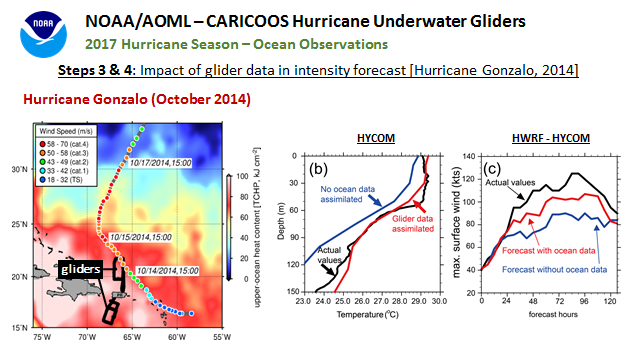 NOAA
NOAA/AOML – CARICOOS Hurricane Underwater Gliders
2017 Hurricane Season – Ocean Observations
Steps 3 & 4: Impact of glider data in intensity forecast [Hurricane Gonzalo, 2014]
Hurricane Gonzalo (October 2014)
Wind Speed (m/s)
58 - 70 (cat.4)
50 - 58 (cat.3)
43 - 49 (cat.2)
33 - 42 (cat.1)
18 - 32 (TS)
10/17/2014,15:00
10/15/2014,15:00
10/14/2014,15:00
gliders
30°N
25°N
20°N
15°N
75°W
70°W
65°W
60°W
55°W
100
80
60
40
20
0
upper-ocean heat content [TCHP, kJ cm⁻²]
HYCOM
(b)
No ocean data
assimilated
Glider data
assimilated
Actual
values
Depth (m)
0
30
60
90
120
150
23.0
24.0
25.0
26.0
27.0
28.0
29.0
30.0
Temperature (°C)
HWRF - HYCOM
(c)
Actual values
Forecast with ocean data
Forecast without ocean data
max. surface wind (kts)
140
120
100
80
60
40
20
0
24
48
72
96
120
forecast hours